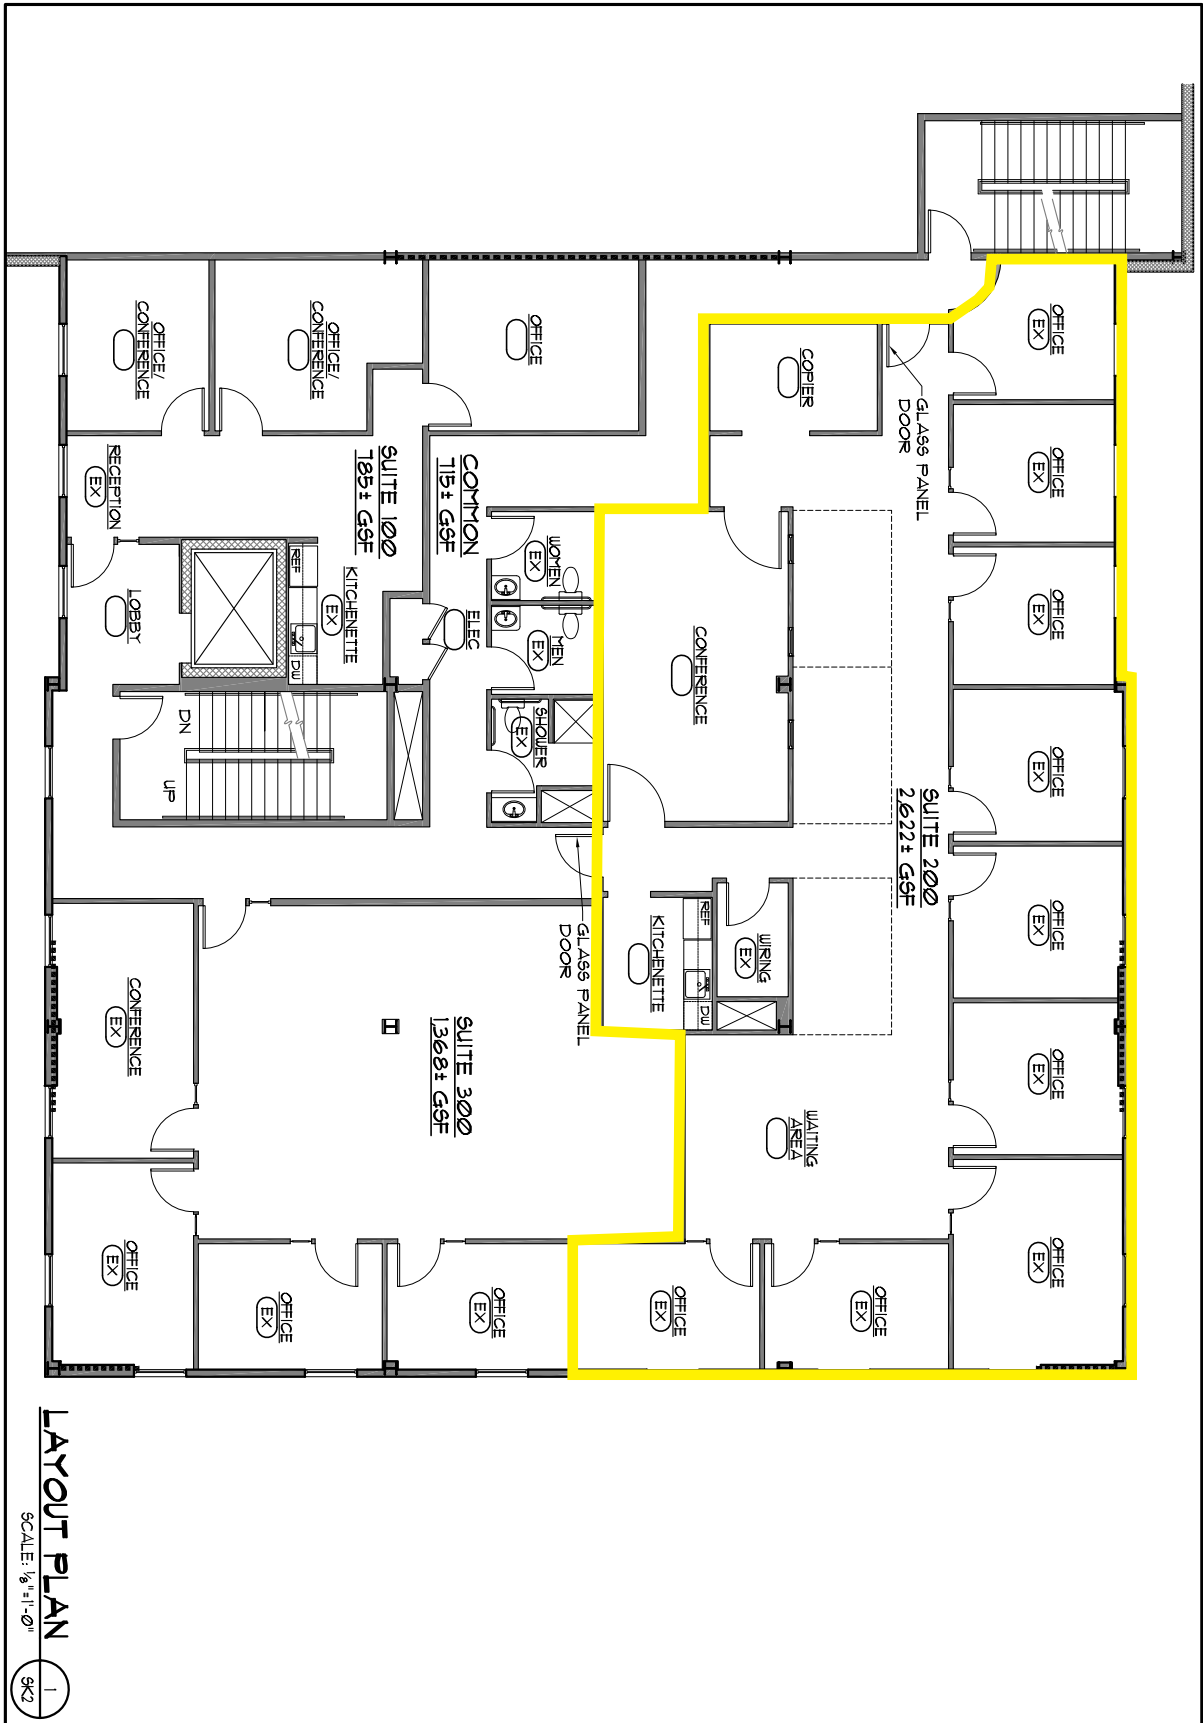 OFFICE
EX
OFFICE
EX
OFFICE
EX
OFFICE
EX
OFFICE
EX
OFFICE
EX
OFFICE
EX
GLASS PANEL
DOOR
SUITE 200
2,622± GSF
OFFICE
EX
COPIER
WAITING
AREA
WIRING
EX
CONFERENCE
REF
DW
KITCHENETTE
OFFICE
EX
GLASS PANEL
DOOR
WOMEN
EX
MEN
EX
SHOWER
EX
OFFICE
OFFICE
EX
COMMON
715± GSF
ELEC
SUITE 300
1,368± GSF
SUITE 100
785± GSF
KITCHENETTE
EX
OFFICE/
CONFERENCE
REF
DW
OFFICE
EX
DN
UP
OFFICE/
CONFERENCE
LOBBY
CONFERENCE
EX
OFFICE
EX
RECEPTION
EX
LAYOUT PLAN
SCALE: 1/8"=1'-0"
1
SK2